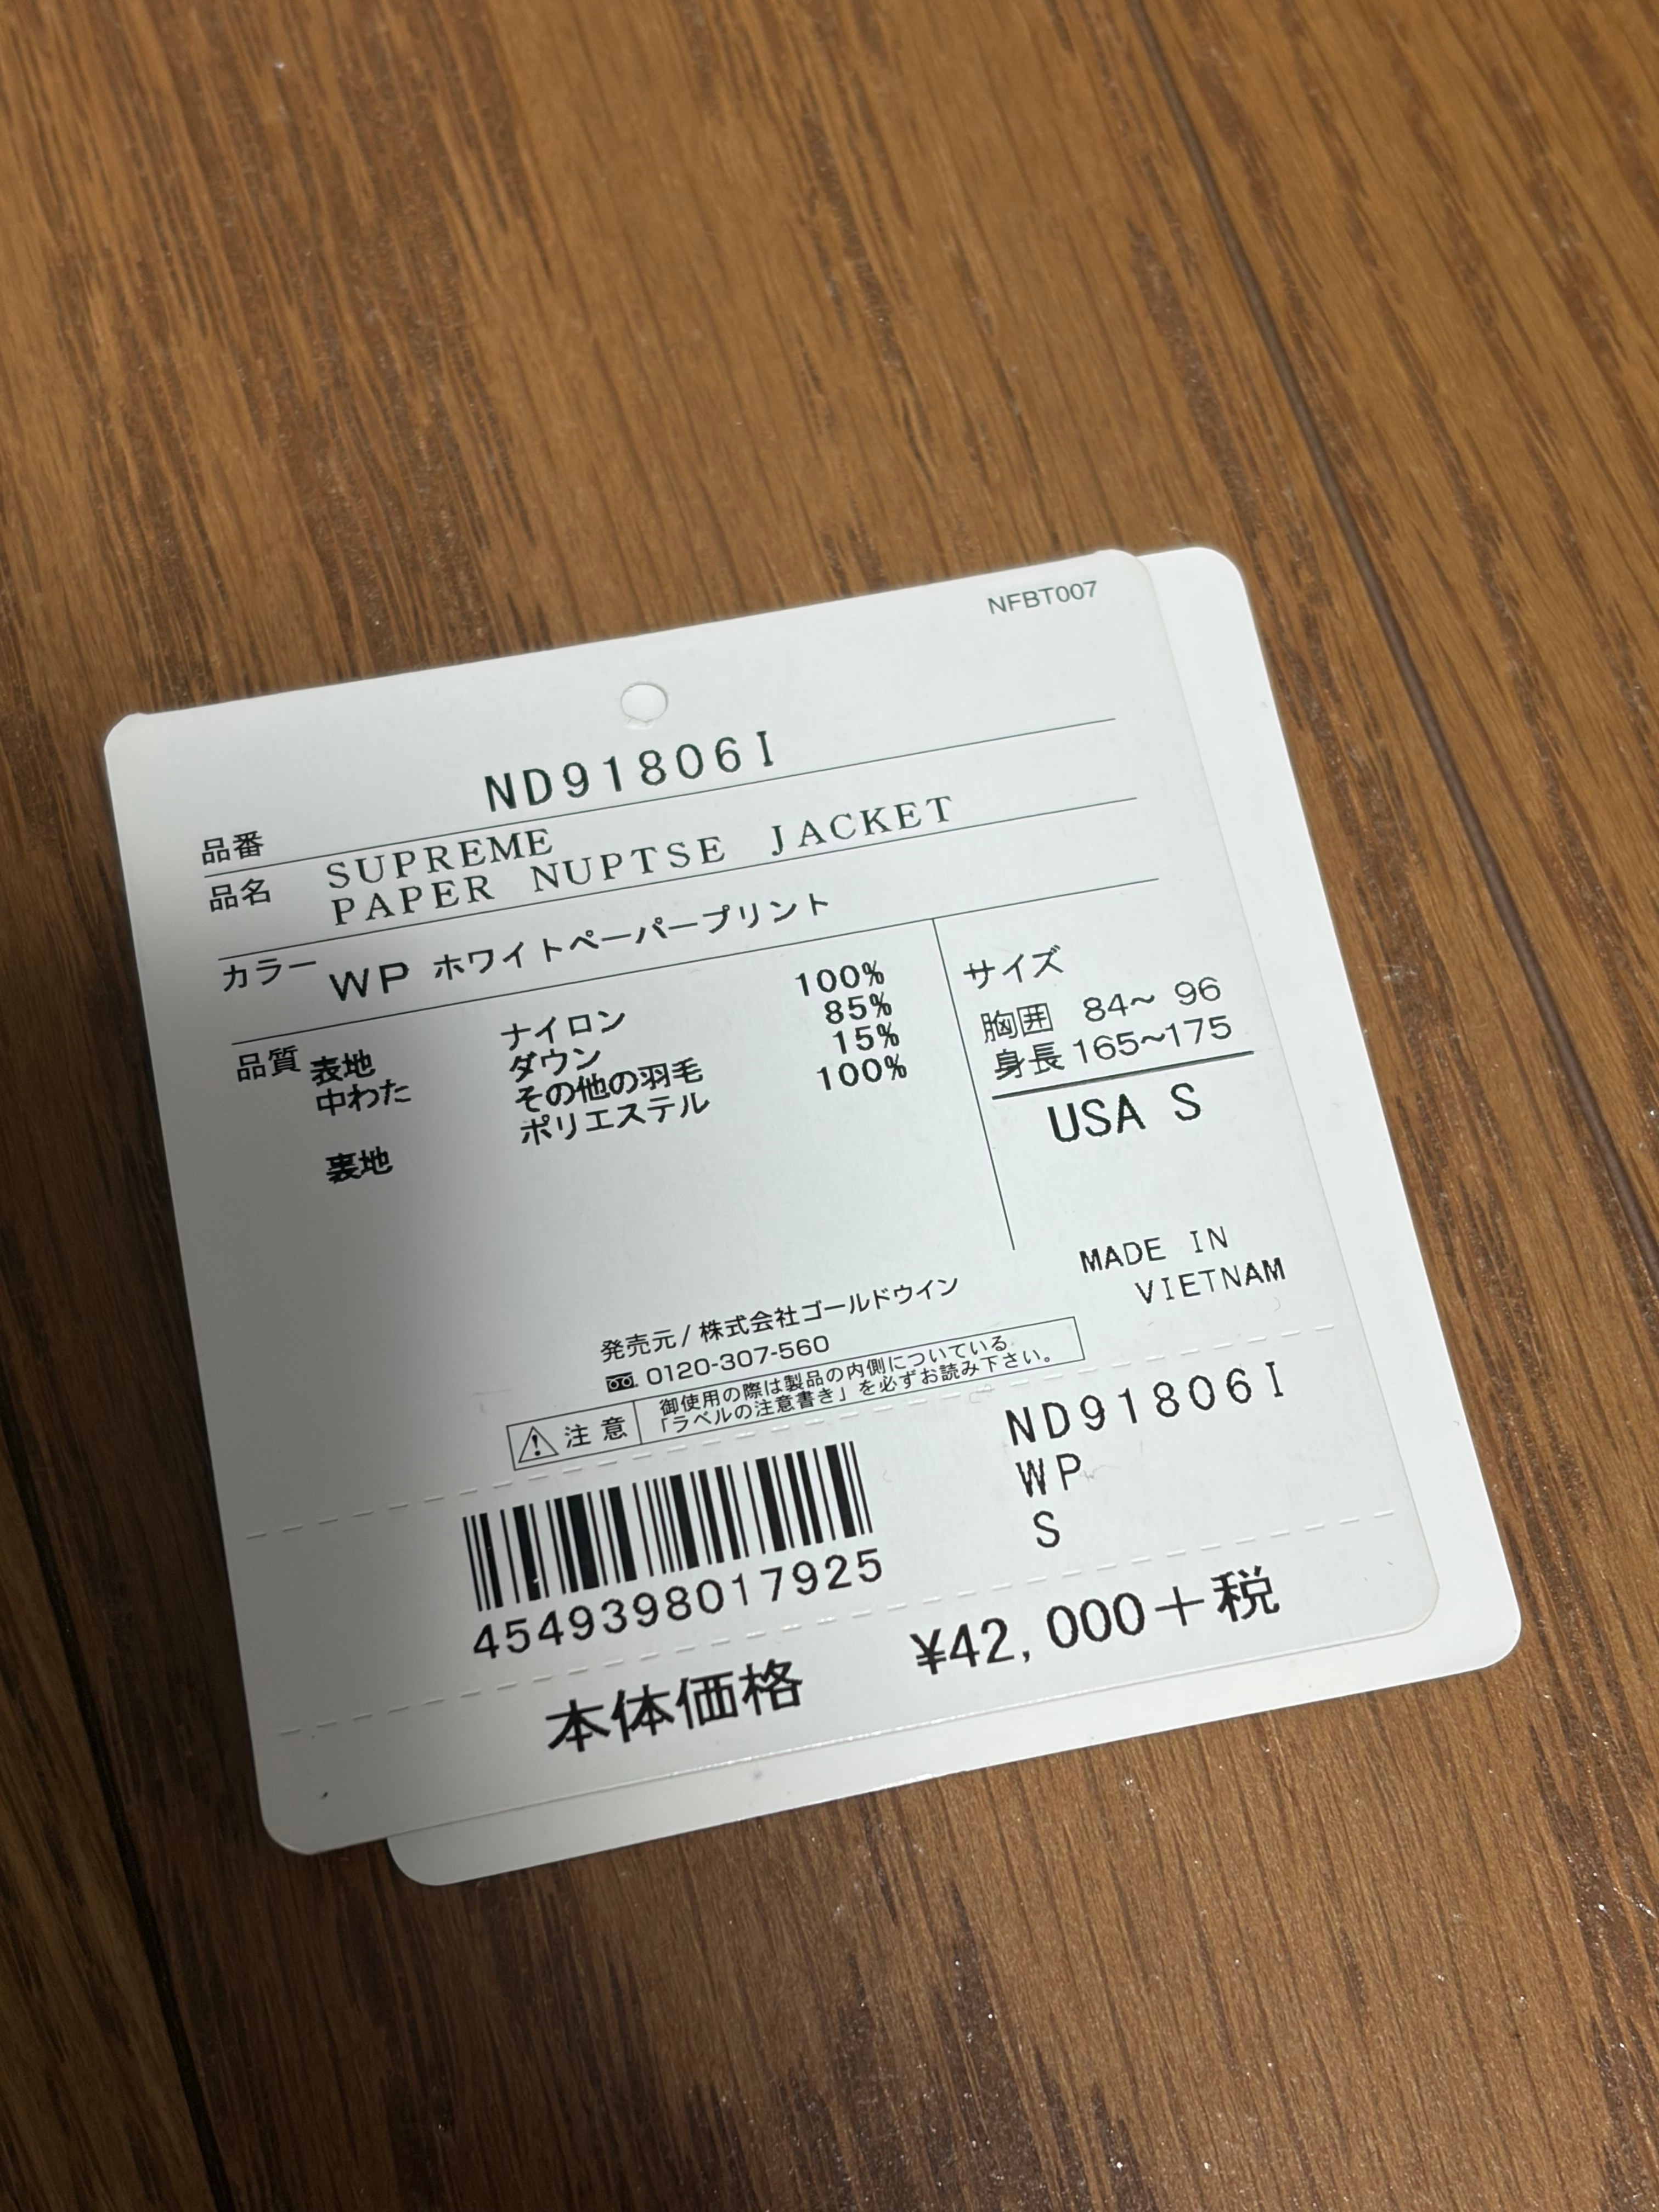 NFBT007
品番 ND91806I
品名 SUPREME
PAPER NUPTSE JACKET
カラー WP ホワイトペーパープリント
品質 表地 ナイロン 100%
中わた ダウン 85%
その他の羽毛 15%
裏地 ポリエステル 100%
サイズ
胸囲 84~ 96
身長 165~175
USA S
MADE IN
VIETNAM
発売元/株式会社ゴールドウイン
0120-307-560
注意 御使用の際は製品の内側についている
「ラベルの注意書き」を必ずお読み下さい。
ND91806I
WP
S
4549398017925
本体価格 ¥42,000+税